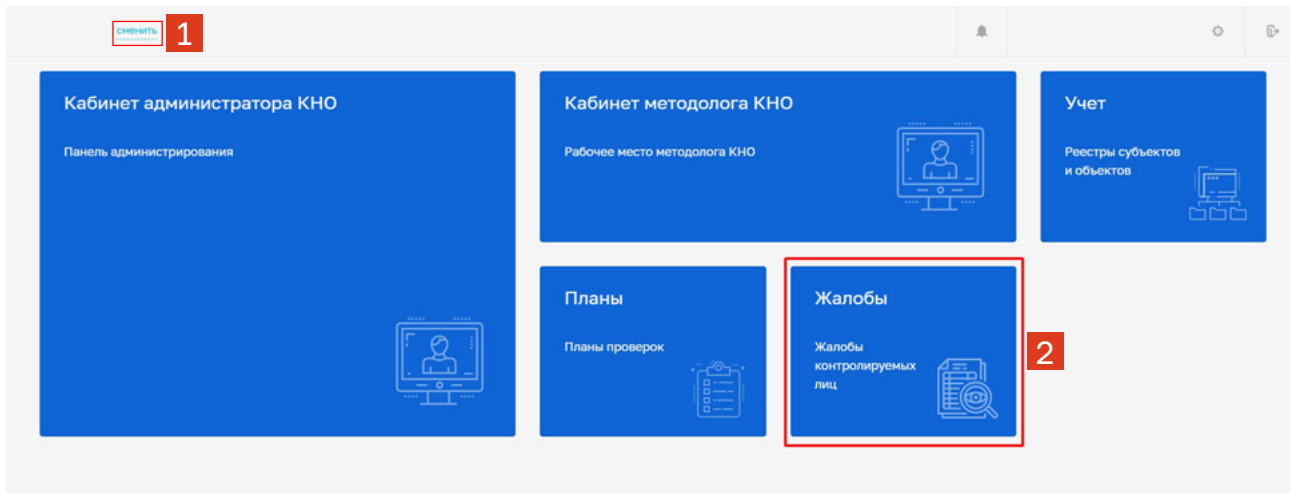 сменить 1
Кабинет администратора КНО
Панель администрирования
Кабинет методолога КНО
Рабочее место методолога КНО
Учет
Реестры субъектов
и объектов
Планы
Планы проверок
Жалобы
Жалобы
контролируемых
лиц
2